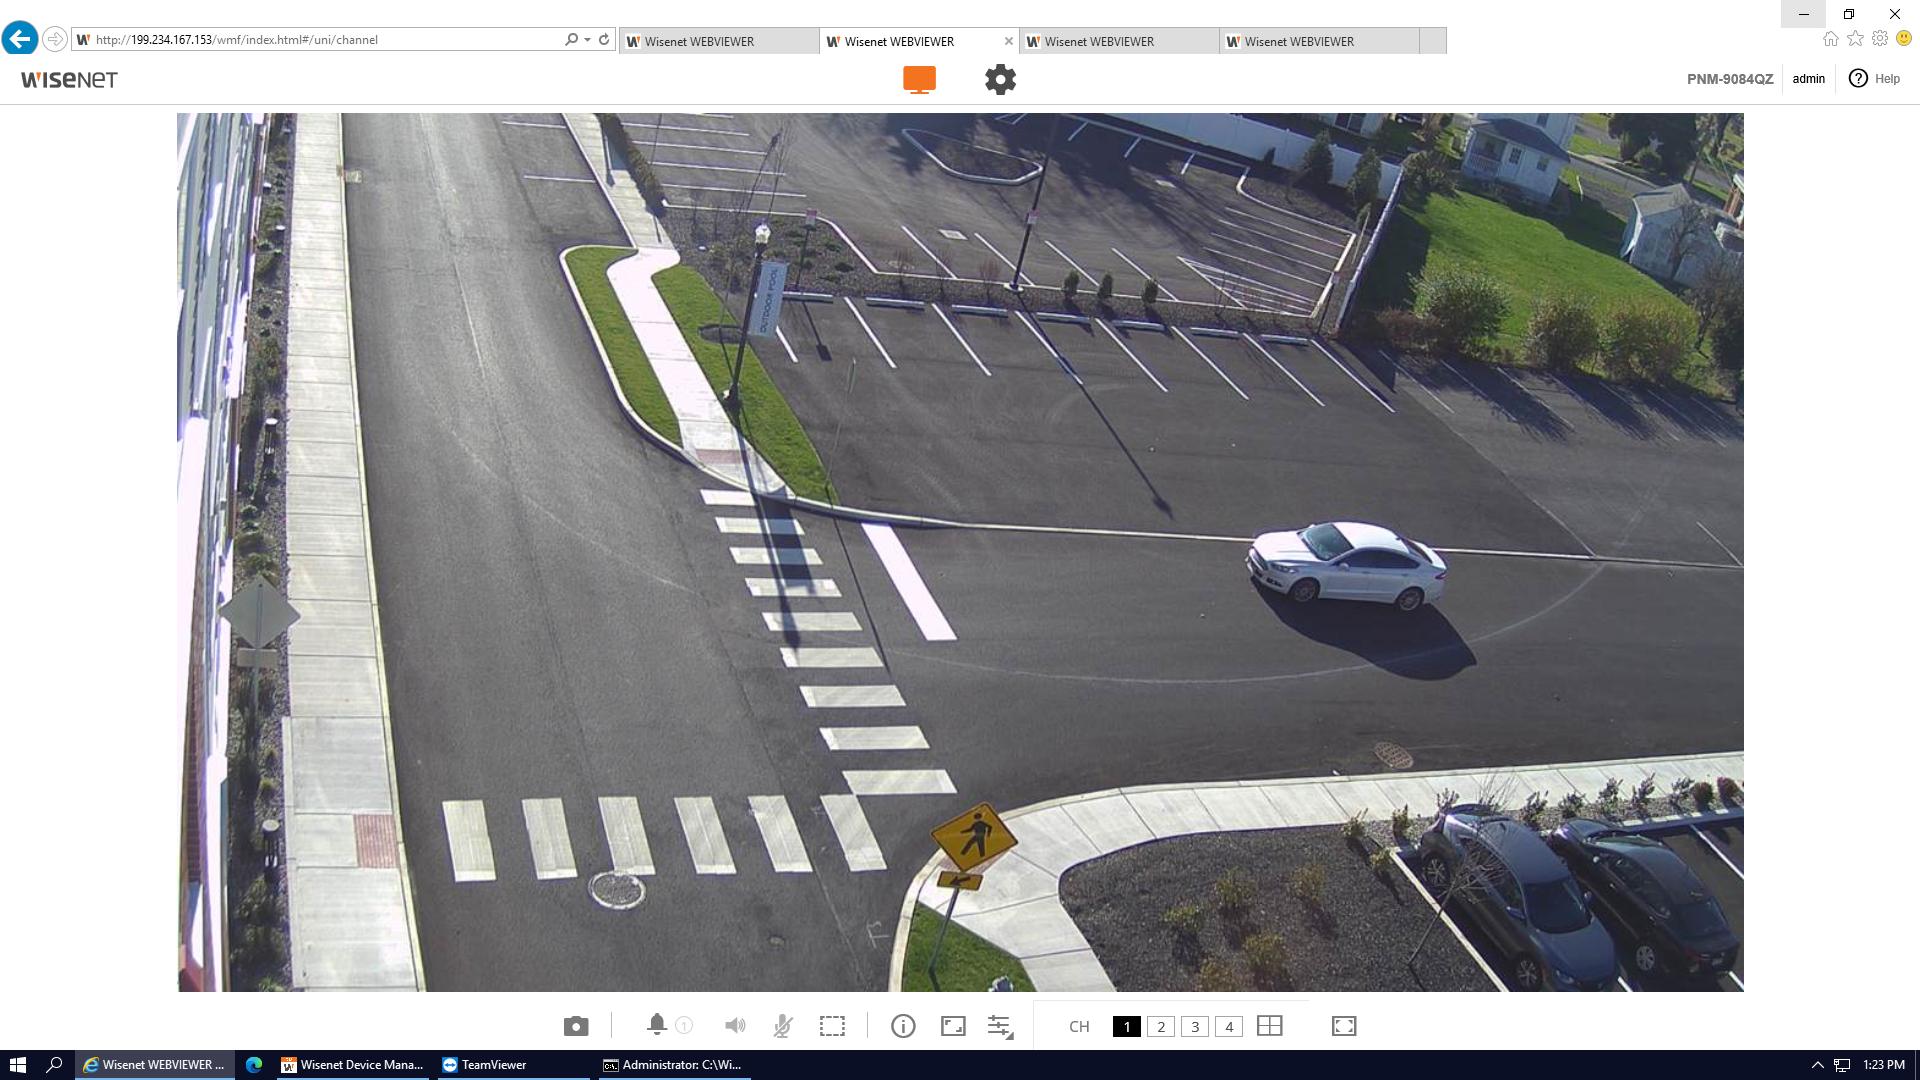 http://199.234.167.153/wmf/index.html#/uni/channel
Wisenet WEBVIEWER
Wisenet WEBVIEWER
Wisenet WEBVIEWER
Wisenet WEBVIEWER
WISENET
PNM-9084QZ
admin
? Help
OUTDOOR POOL
1
CH
1
2
3
4
Wisenet WEBVIEWER ...
Wisenet Device Mana...
TeamViewer
Administrator: C:\Wi...
1:23 PM